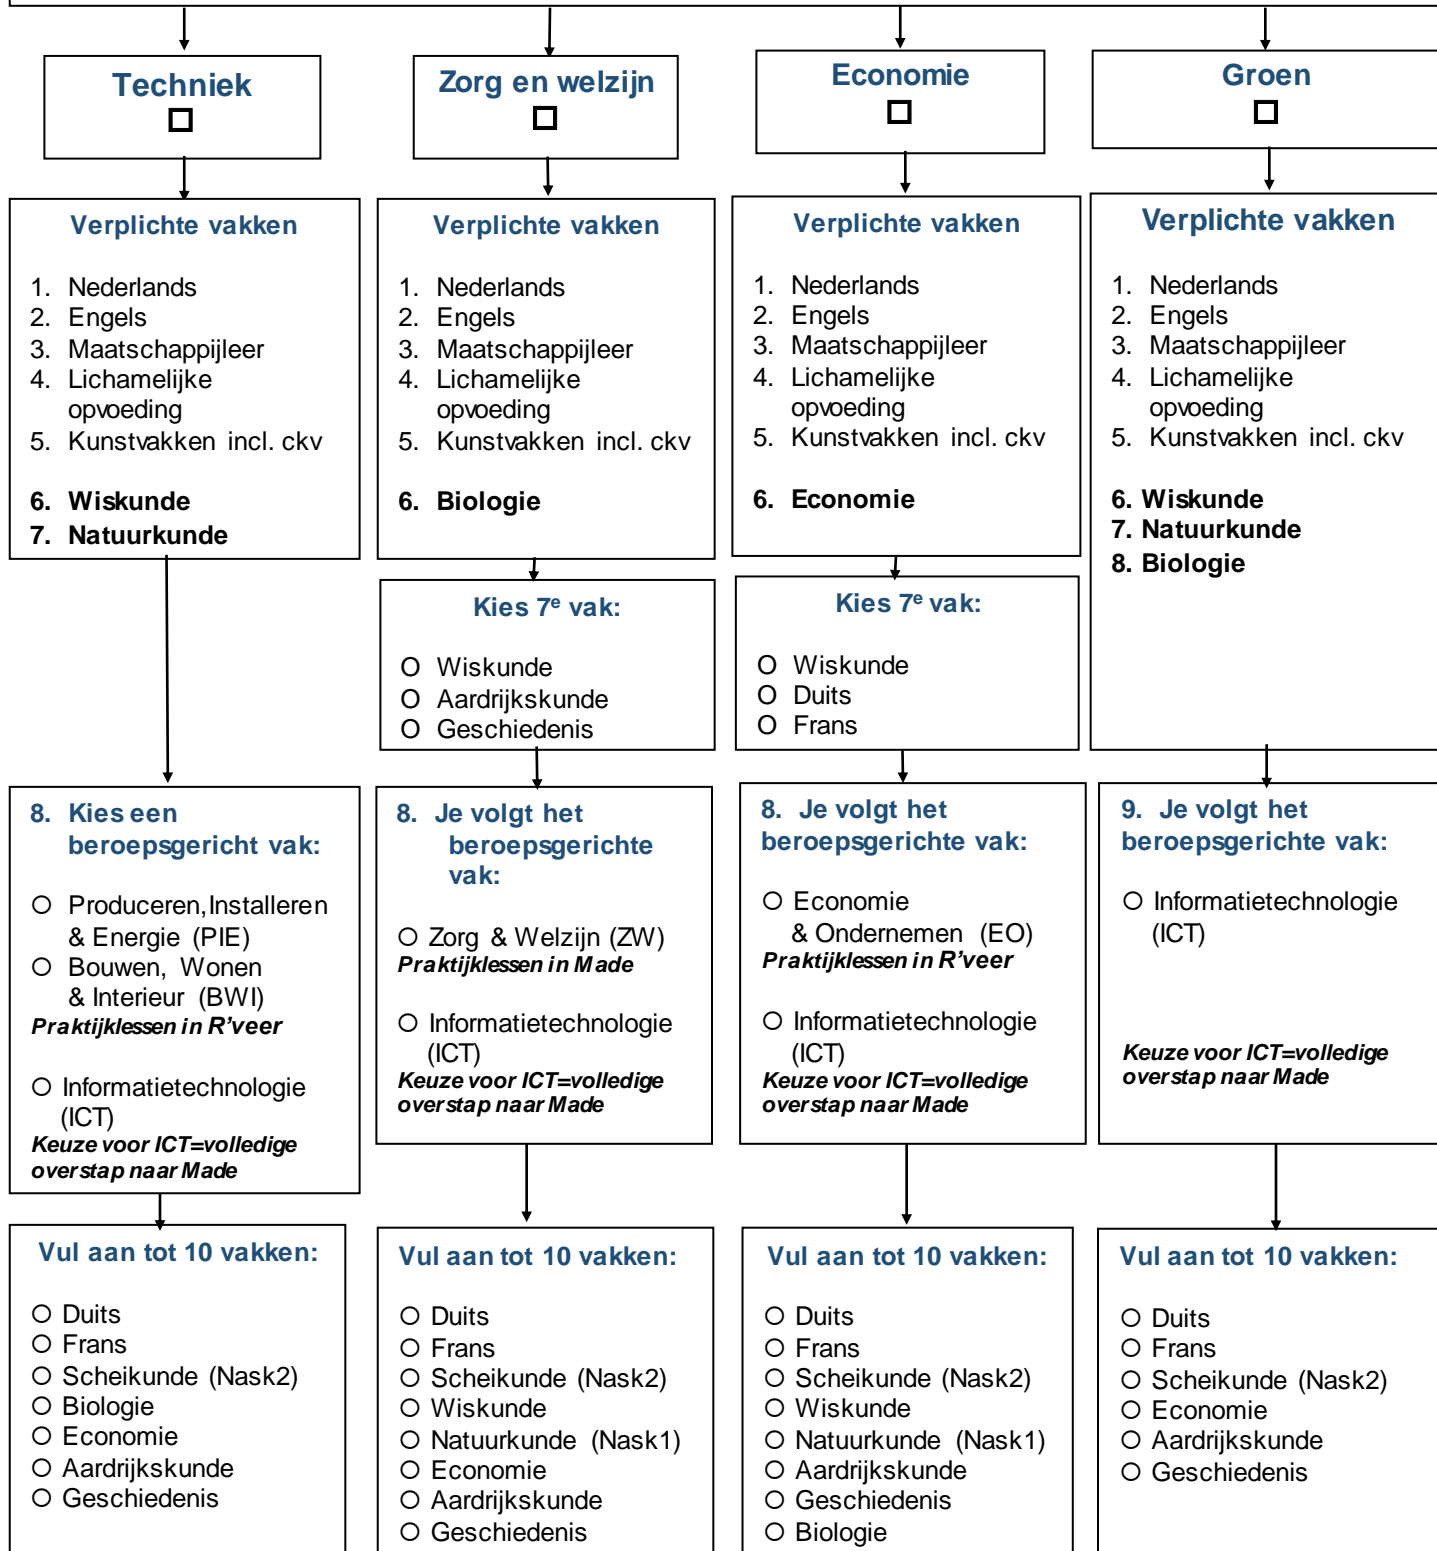 Techniek
Zorg en welzijn
Economie
Groen
Verplichte vakken
1. Nederlands
2. Engels
3. Maatschappijleer
4. Lichamelijke
opvoeding
5. Kunstvakken incl. ckv
6. Wiskunde
7. Natuurkunde
Verplichte vakken
1. Nederlands
2. Engels
3. Maatschappijleer
4. Lichamelijke
opvoeding
5. Kunstvakken incl. ckv
6. Biologie
Verplichte vakken
1. Nederlands
2. Engels
3. Maatschappijleer
4. Lichamelijke
opvoeding
5. Kunstvakken incl. ckv
6. Economie
Verplichte vakken
1. Nederlands
2. Engels
3. Maatschappijleer
4. Lichamelijke
opvoeding
5. Kunstvakken incl. ckv
6. Wiskunde
7. Natuurkunde
8. Biologie
Kies 7e vak:
O Wiskunde
O Aardrijkskunde
O Geschiedenis
Kies 7e vak:
O Wiskunde
O Duits
O Frans
8. Kies een
beroepsgericht vak:
O Produceren,Installeren
& Energie (PIE)
O Bouwen, Wonen
& Interieur (BWI)
Praktijklessen in R'veer
O Informatietechnologie
(ICT)
Keuze voor ICT=volledige
overstap naar Made
8. Je volgt het
beroepsgerichte
vak:
O Zorg & Welzijn (ZW)
Praktijklessen in Made
O Informatietechnologie
(ICT)
Keuze voor ICT=volledige
overstap naar Made
8. Je volgt het
beroepsgerichte vak:
O Economie
& Ondernemen (EO)
Praktijklessen in R'veer
O Informatietechnologie
(ICT)
Keuze voor ICT=volledige
overstap naar Made
9. Je volgt het
beroepsgerichte vak:
O Informatietechnologie
(ICT)
Keuze voor ICT=volledige
overstap naar Made
Vul aan tot 10 vakken:
O Duits
O Frans
O Scheikunde (Nask2)
O Biologie
O Economie
O Aardrijkskunde
O Geschiedenis
Vul aan tot 10 vakken:
O Duits
O Frans
O Scheikunde (Nask2)
O Wiskunde
O Natuurkunde (Nask1)
O Economie
O Aardrijkskunde
O Geschiedenis
Vul aan tot 10 vakken:
O Duits
O Frans
O Scheikunde (Nask2)
O Wiskunde
O Natuurkunde (Nask1)
O Aardrijkskunde
O Geschiedenis
O Biologie
Vul aan tot 10 vakken:
O Duits
O Frans
O Scheikunde (Nask2)
O Economie
O Aardrijkskunde
O Geschiedenis